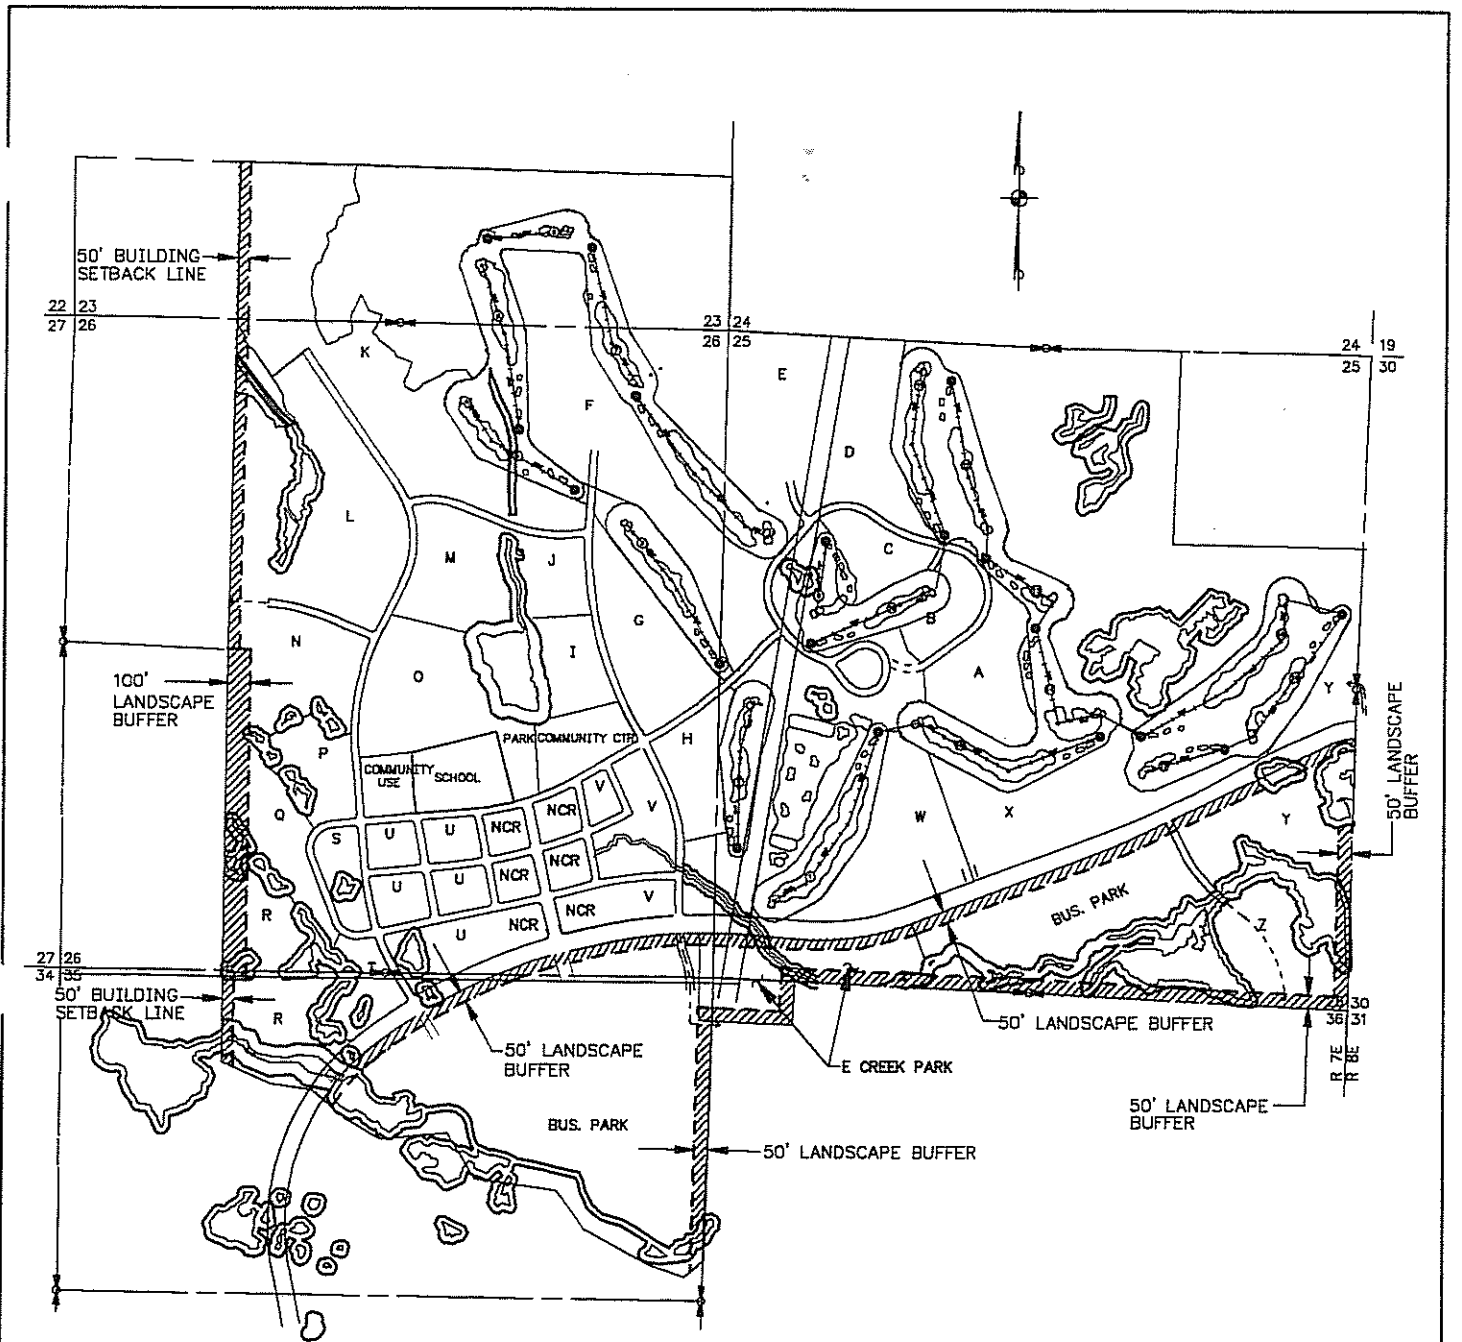 50' BUILDING
SETBACK LINE
22 23
27 26
23 24
26 25
24 19
25 30
K
E
F
D
L
M
J
C
G
B
N
I
O
A
Y
100'
LANDSCAPE
BUFFER
50' LANDSCAPE
BUFFER
P
PARK
COMMUNITY CTR
H
COMMUNITY
USE
SCHOOL
Q
S
U
U
NCR
NCR
V
V
W
X
Y
U
U
NCR
NCR
BUS. PARK
R
U
NCR
NCR
V
Z
27 26
34 35
T
50' BUILDING
SETBACK LINE
R
30
36 31
50' LANDSCAPE BUFFER
R 7E
R 8E
50' LANDSCAPE
BUFFER
E CREEK PARK
50' LANDSCAPE
BUFFER
BUS. PARK
50' LANDSCAPE BUFFER